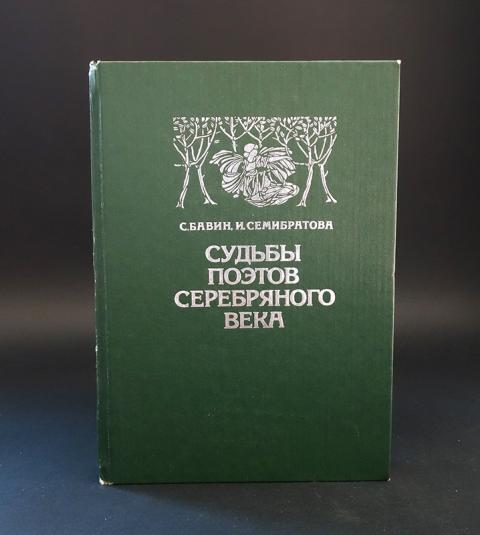 С.БАВИН, И.СЕМИБРАТОВА
СУДЬБЫ
ПОЭТОВ
СЕРЕБРЯНОГО
ВЕКА